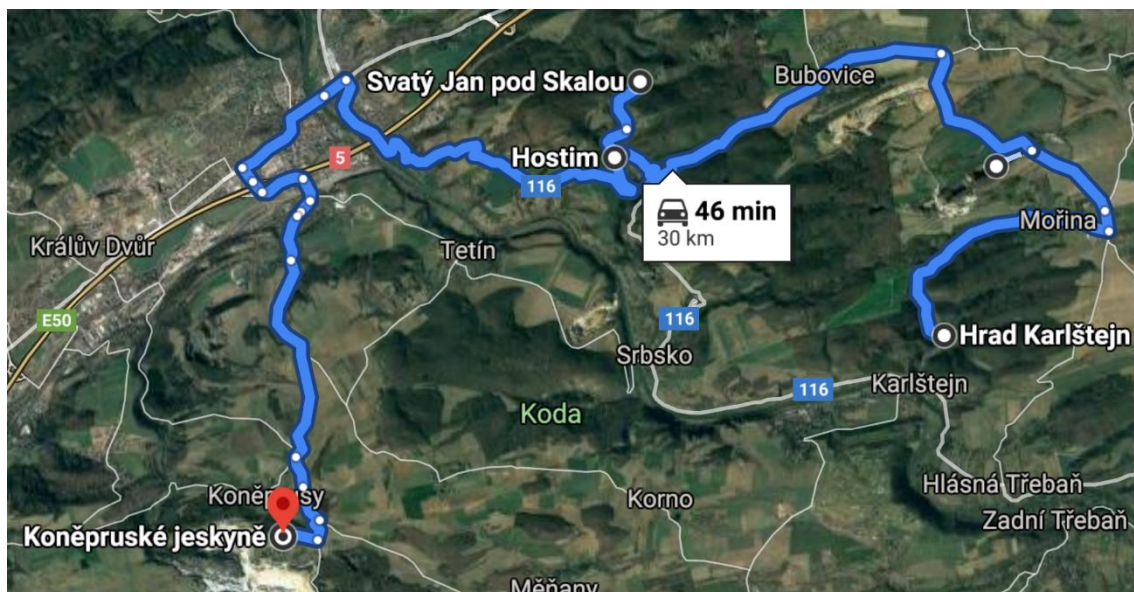 Svatý Jan pod Skalou
Bubovice
5
Hostim
116
46 min
30 km
Mořina
Králův Dvůr
Tetín
E50
116
Hrad Karlštejn
Srbsko
116
Karlštejn
Koda
Koněprusy
Korno
Hlásná Třebaň
Zadní Třebaň
Koněpruské jeskyně
Měňany